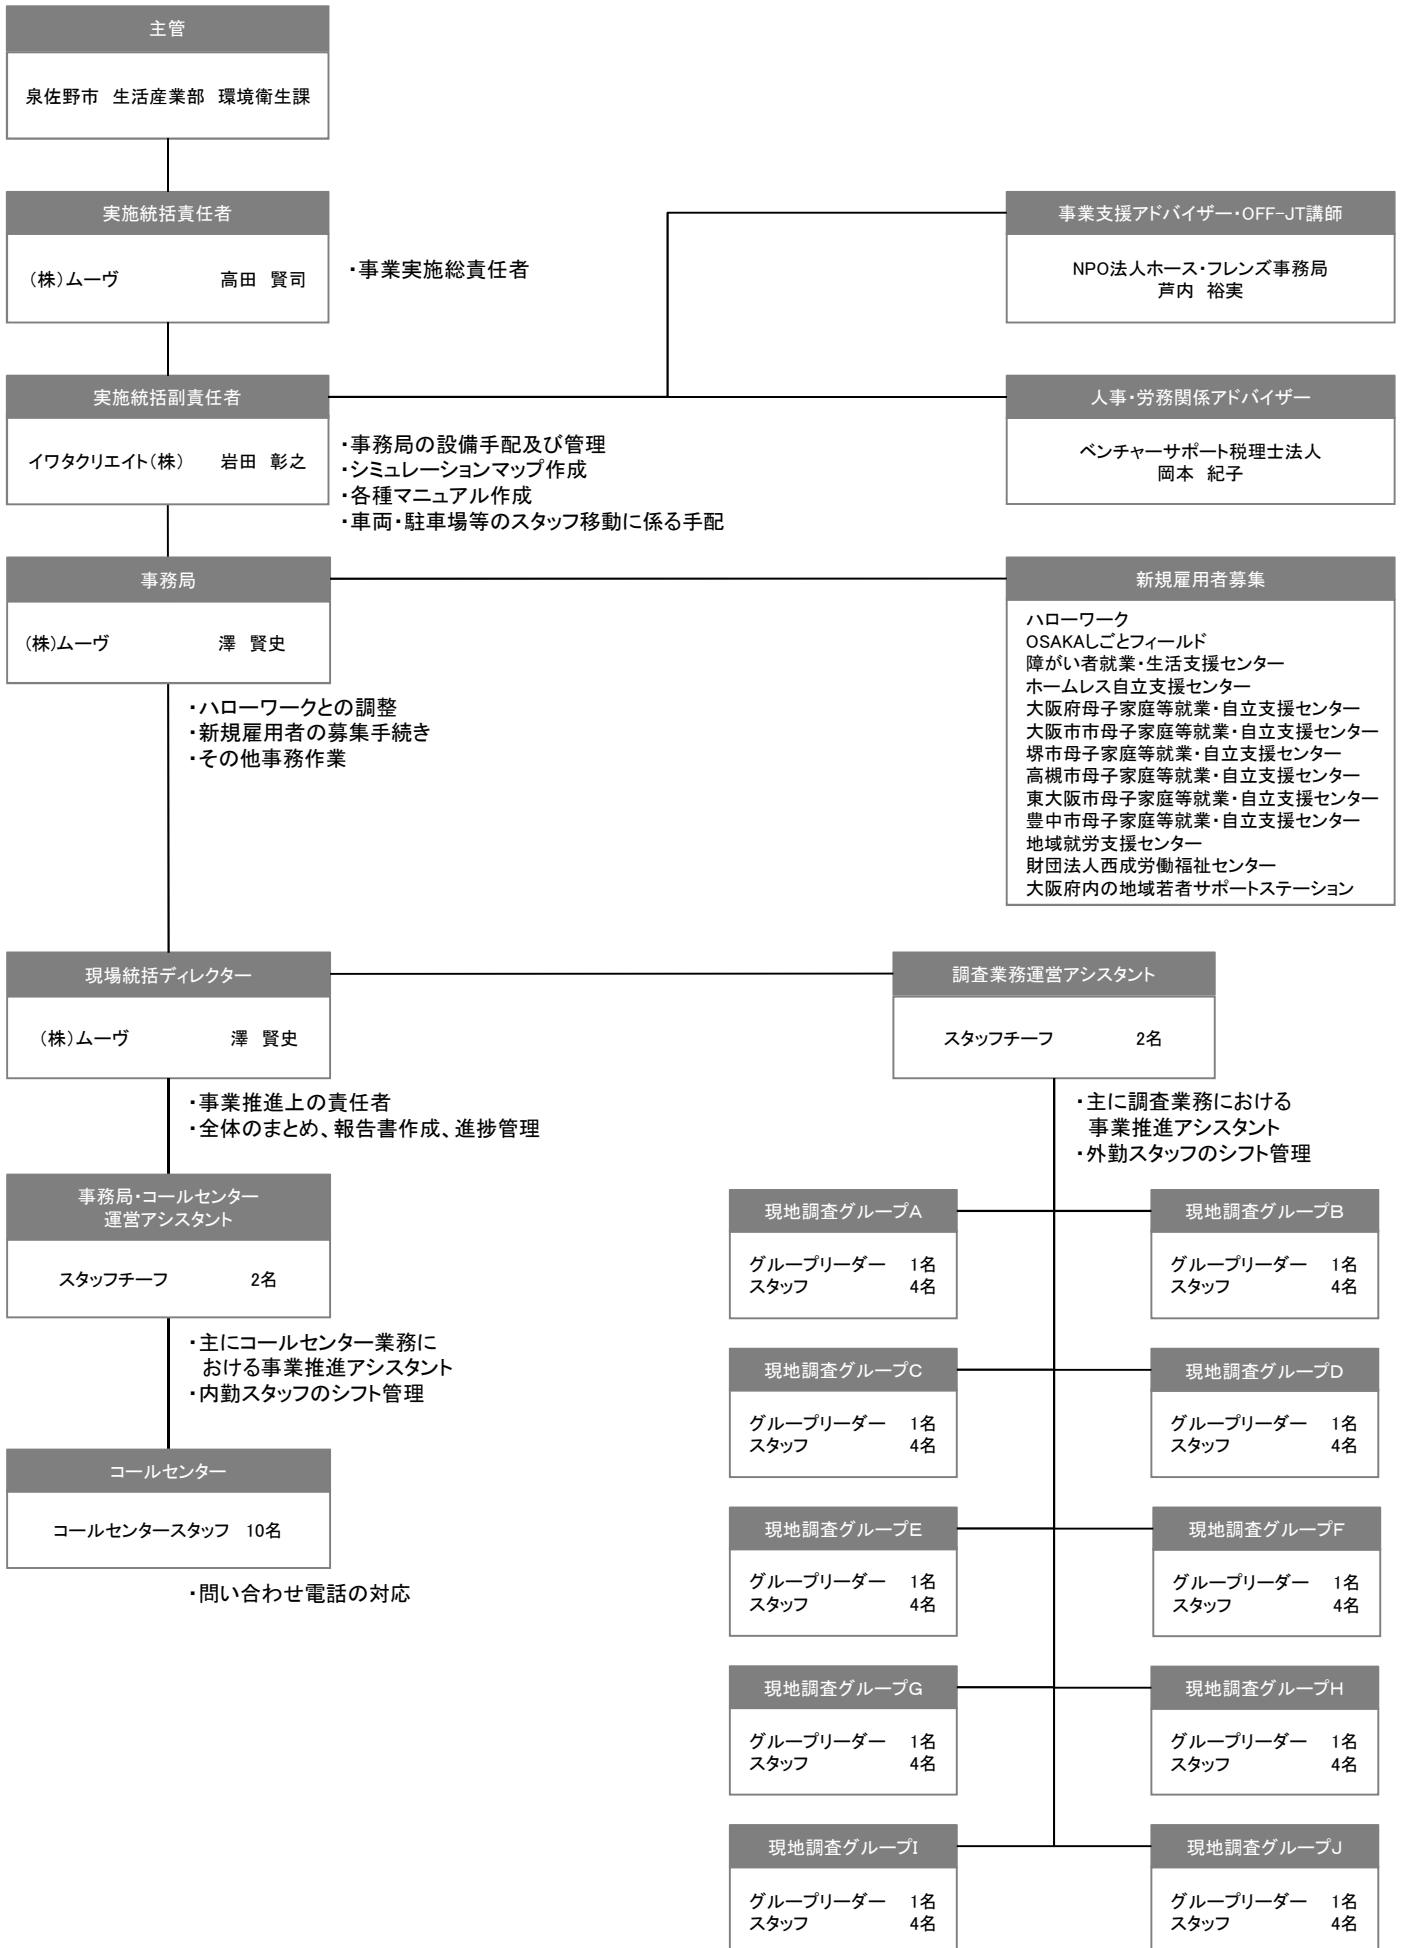 主管
泉佐野市　生活産業部　環境衛生課
実施統括責任者
(株)ムーヴ　高田　賢司
・事業実施総責任者
事業支援アドバイザー・OFF-JT講師
NPO法人ホース・フレンズ事務局
芦内　裕実
実施統括副責任者
イワタクリエイト(株)　岩田　彰之
・事務局の設備手配及び管理
・シミュレーションマップ作成
・各種マニュアル作成
・車両・駐車場等のスタッフ移動に係る手配
人事・労務関係アドバイザー
ベンチャーサポート税理士法人
岡本　紀子
事務局
(株)ムーヴ　澤　賢史
・ハローワークとの調整
・新規雇用者の募集手続き
・その他事務作業
新規雇用者募集
ハローワーク
OSAKAしごとフィールド
障がい者就業・生活支援センター
ホームレス自立支援センター
大阪府母子家庭等就業・自立支援センター
大阪市市母子家庭等就業・自立支援センター
堺市母子家庭等就業・自立支援センター
高槻市母子家庭等就業・自立支援センター
東大阪市母子家庭等就業・自立支援センター
豊中市母子家庭等就業・自立支援センター
地域就労支援センター
財団法人西成労働福祉センター
大阪府内の地域若者サポートステーション
現場統括ディレクター
(株)ムーヴ　澤　賢史
・事業推進上の責任者
・全体のまとめ、報告書作成、進捗管理
調査業務運営アシスタント
スタッフチーフ　2名
・主に調査業務における
事業推進アシスタント
・外勤スタッフのシフト管理
事務局・コールセンター
運営アシスタント
スタッフチーフ　2名
・主にコールセンター業務に
おける事業推進アシスタント
・内勤スタッフのシフト管理
コールセンター
コールセンタースタッフ　10名
・問い合わせ電話の対応
現地調査グループA
グループリーダー　1名
スタッフ　4名
現地調査グループB
グループリーダー　1名
スタッフ　4名
現地調査グループC
グループリーダー　1名
スタッフ　4名
現地調査グループD
グループリーダー　1名
スタッフ　4名
現地調査グループE
グループリーダー　1名
スタッフ　4名
現地調査グループF
グループリーダー　1名
スタッフ　4名
現地調査グループG
グループリーダー　1名
スタッフ　4名
現地調査グループH
グループリーダー　1名
スタッフ　4名
現地調査グループI
グループリーダー　1名
スタッフ　4名
現地調査グループJ
グループリーダー　1名
スタッフ　4名